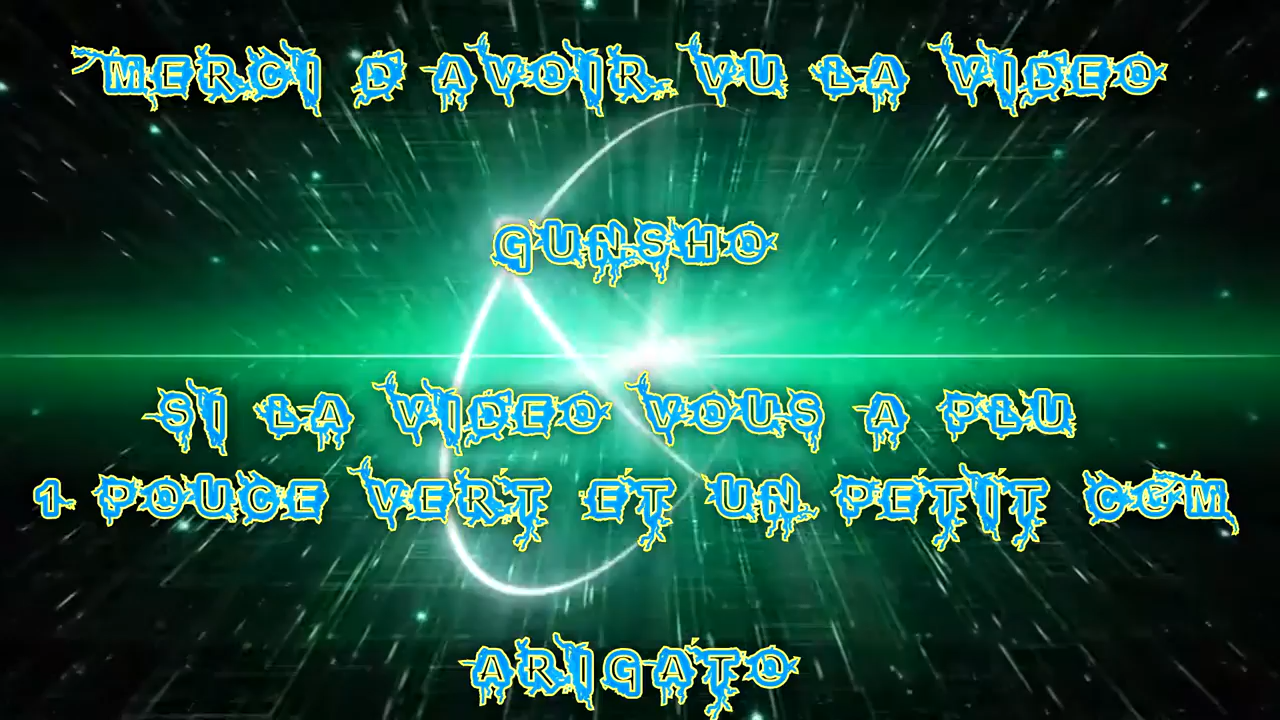 MERCI D AVOIR VU LA VIDEO
GUNSHO
SI LA VIDEO VOUS A PLU
1 POUCE VERT ET UN PETIT COM
ARIGATO